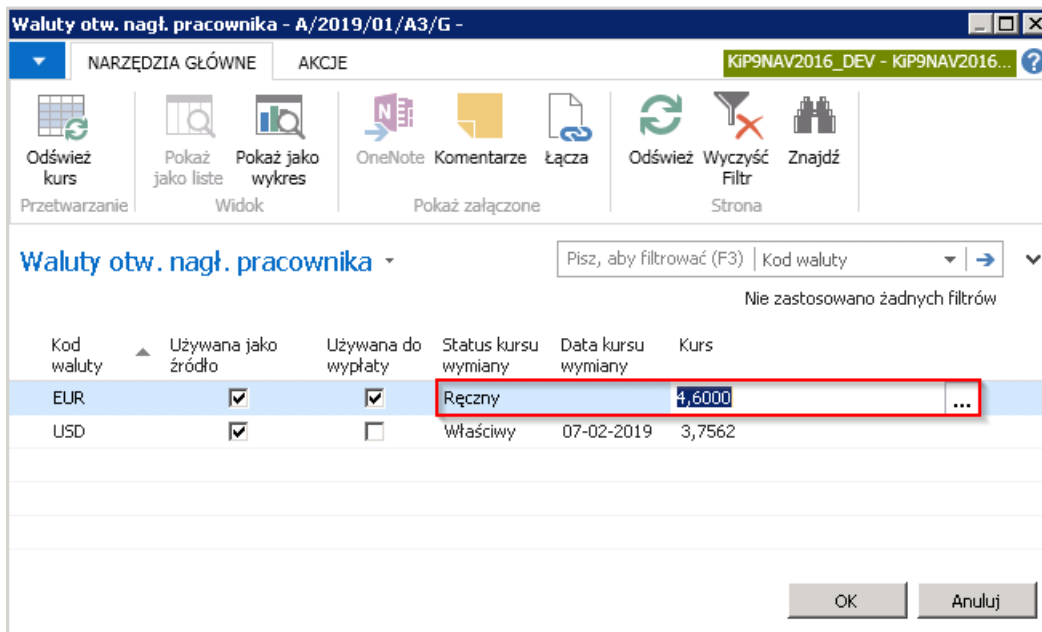 Waluty otw. nagł. pracownika - A/2019/01/A3/G -
NARZĘDZIA GŁÓWNE AKCJE KiP9NAV2016_DEV - KiP9NAV2016...
Odśwież kurs
Pokaż jako liste
Pokaż jako wykres
OneNote
Komentarze
Łącza
Odśwież
Wyczyść Filtr
Znajdź
Przetwarzanie Widok Pokaż załączone Strona
Waluty otw. nagł. pracownika
Pisz, aby filtrować (F3) Kod waluty
Nie zastosowano żadnych filtrów
Kod waluty Używana jako źródło Używana do wypłaty Status kursu wymiany Data kursu wymiany Kurs
EUR Ręczny 4,6000 ...
USD Właściwy 07-02-2019 3,7562
OK Anuluj